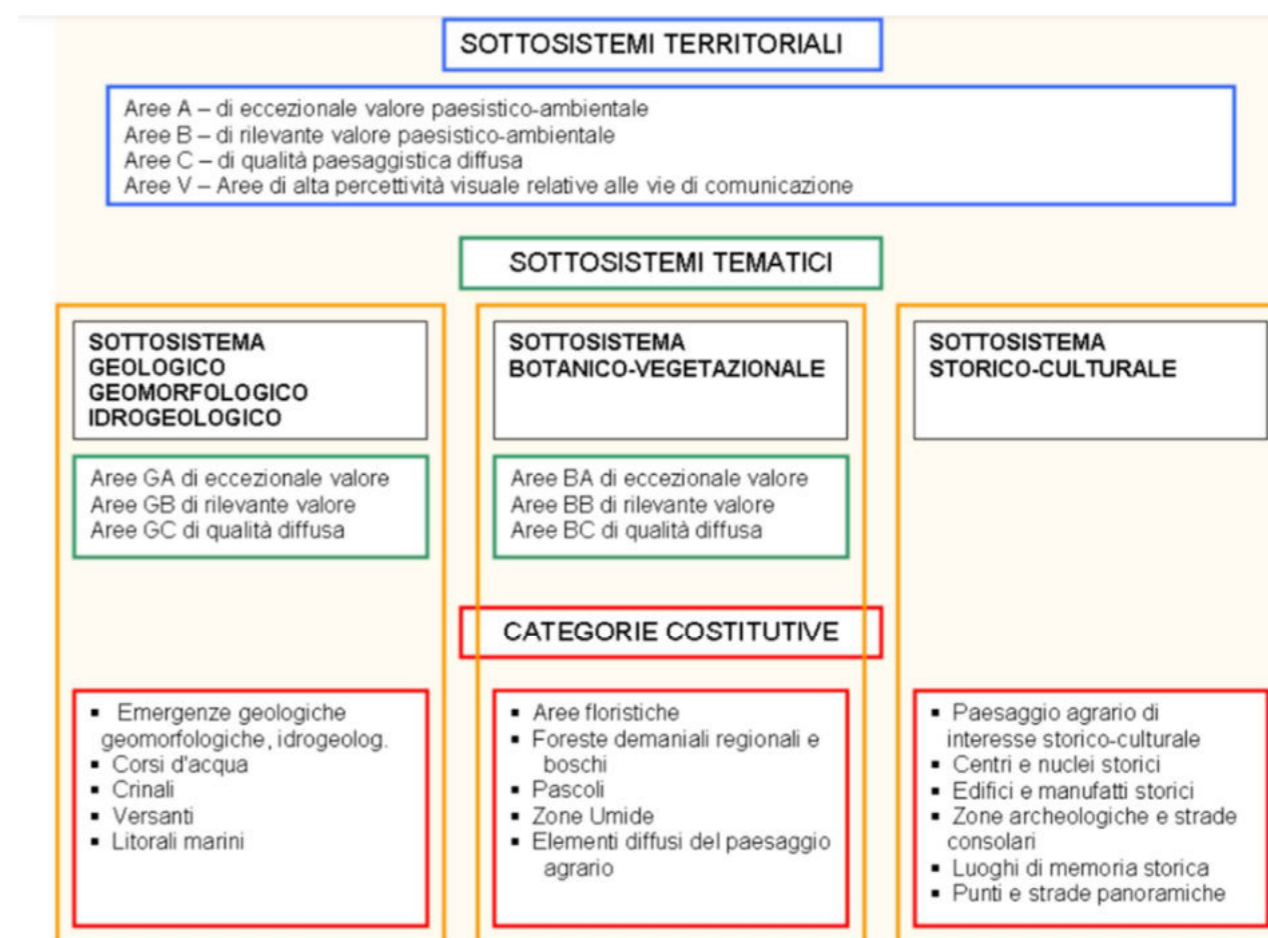 SOTTOSISTEMI TERRITORIALI
Aree A – di eccezionale valore paesistico-ambientale
Aree B – di rilevante valore paesistico-ambientale
Aree C – di qualità paesaggistica diffusa
Aree V – Aree di alta percettività visuale relative alle vie di comunicazione
SOTTOSISTEMI TEMATICI
SOTTOSISTEMA
GEOLOGICO
GEOMORFOLOGICO
IDROGEOLOGICO
Aree GA di eccezionale valore
Aree GB di rilevante valore
Aree GC di qualità diffusa
SOTTOSISTEMA
BOTANICO-VEGETAZIONALE
Aree BA di eccezionale valore
Aree BB di rilevante valore
Aree BC di qualità diffusa
SOTTOSISTEMA
STORICO-CULTURALE
CATEGORIE COSTITUTIVE
▪ Emergenze geologiche
geomorfologiche, idrogeolog.
▪ Corsi d'acqua
▪ Crinali
▪ Versanti
▪ Litorali marini
▪ Aree floristiche
▪ Foreste demaniali regionali e
boschi
▪ Pascoli
▪ Zone Umide
▪ Elementi diffusi del paesaggio
agrario
▪ Paesaggio agrario di
interesse storico-culturale
▪ Centri e nuclei storici
▪ Edifici e manufatti storici
▪ Zone archeologiche e strade
consolari
▪ Luoghi di memoria storica
▪ Punti e strade panoramiche